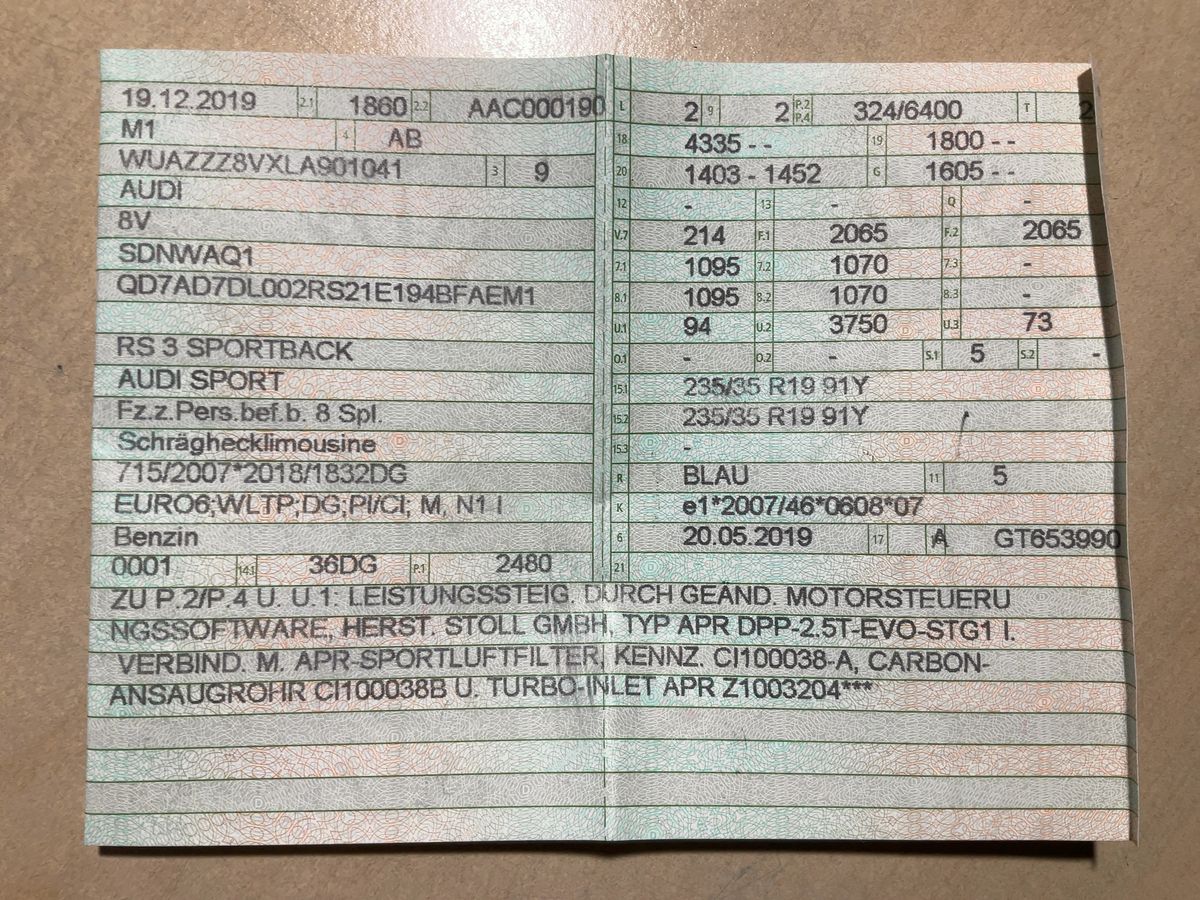 19.12.2019 2.1 1860 2.2 AAC000190
M1 4 AB
WUAZZZ8VXLA901041 3 9
AUDI
8V
SDNWAQ1
QD7AD7DL002RS21E194BFAEM1
RS 3 SPORTBACK
AUDI SPORT
Fz.z.Pers.bef.b. 8 Spl.
Schräghecklimousine
715/2007*2018/1832DG
EURO6;WLTP;DG;PI/CI; M, N1 I
Benzin
0001 14.1 36DG P.1 2480
L 2 9 2 P.2 P.4 324/6400 T 2
18 4335 - - 19 1800 - -
20 1403 - 1452 G 1605 - -
12 - 13 - Q -
V.7 214 F.1 2065 F.2 2065
7.1 1095 7.2 1070 7.3 -
8.1 1095 8.2 1070 8.3 -
U.1 94 U.2 3750 U.3 73
O.1 - O.2 - S.1 5 S.2 -
15.1 235/35 R19 91Y
15.2 235/35 R19 91Y
15.3 -
R BLAU 11 5
K e1*2007/46*0608*07
6 20.05.2019 17 A GT653990
21
ZU P.2/P.4 U. U.1: LEISTUNGSSTEIG. DURCH GEÄND. MOTORSTEUERU
NGSSOFTWARE, HERST. STOLL GMBH, TYP APR DPP-2.5T-EVO-STG1 I.
VERBIND. M. APR-SPORTLUFTFILTER, KENNZ. CI100038-A, CARBON-
ANSAUGROHR CI100038B U. TURBO-INLET APR Z1003204***